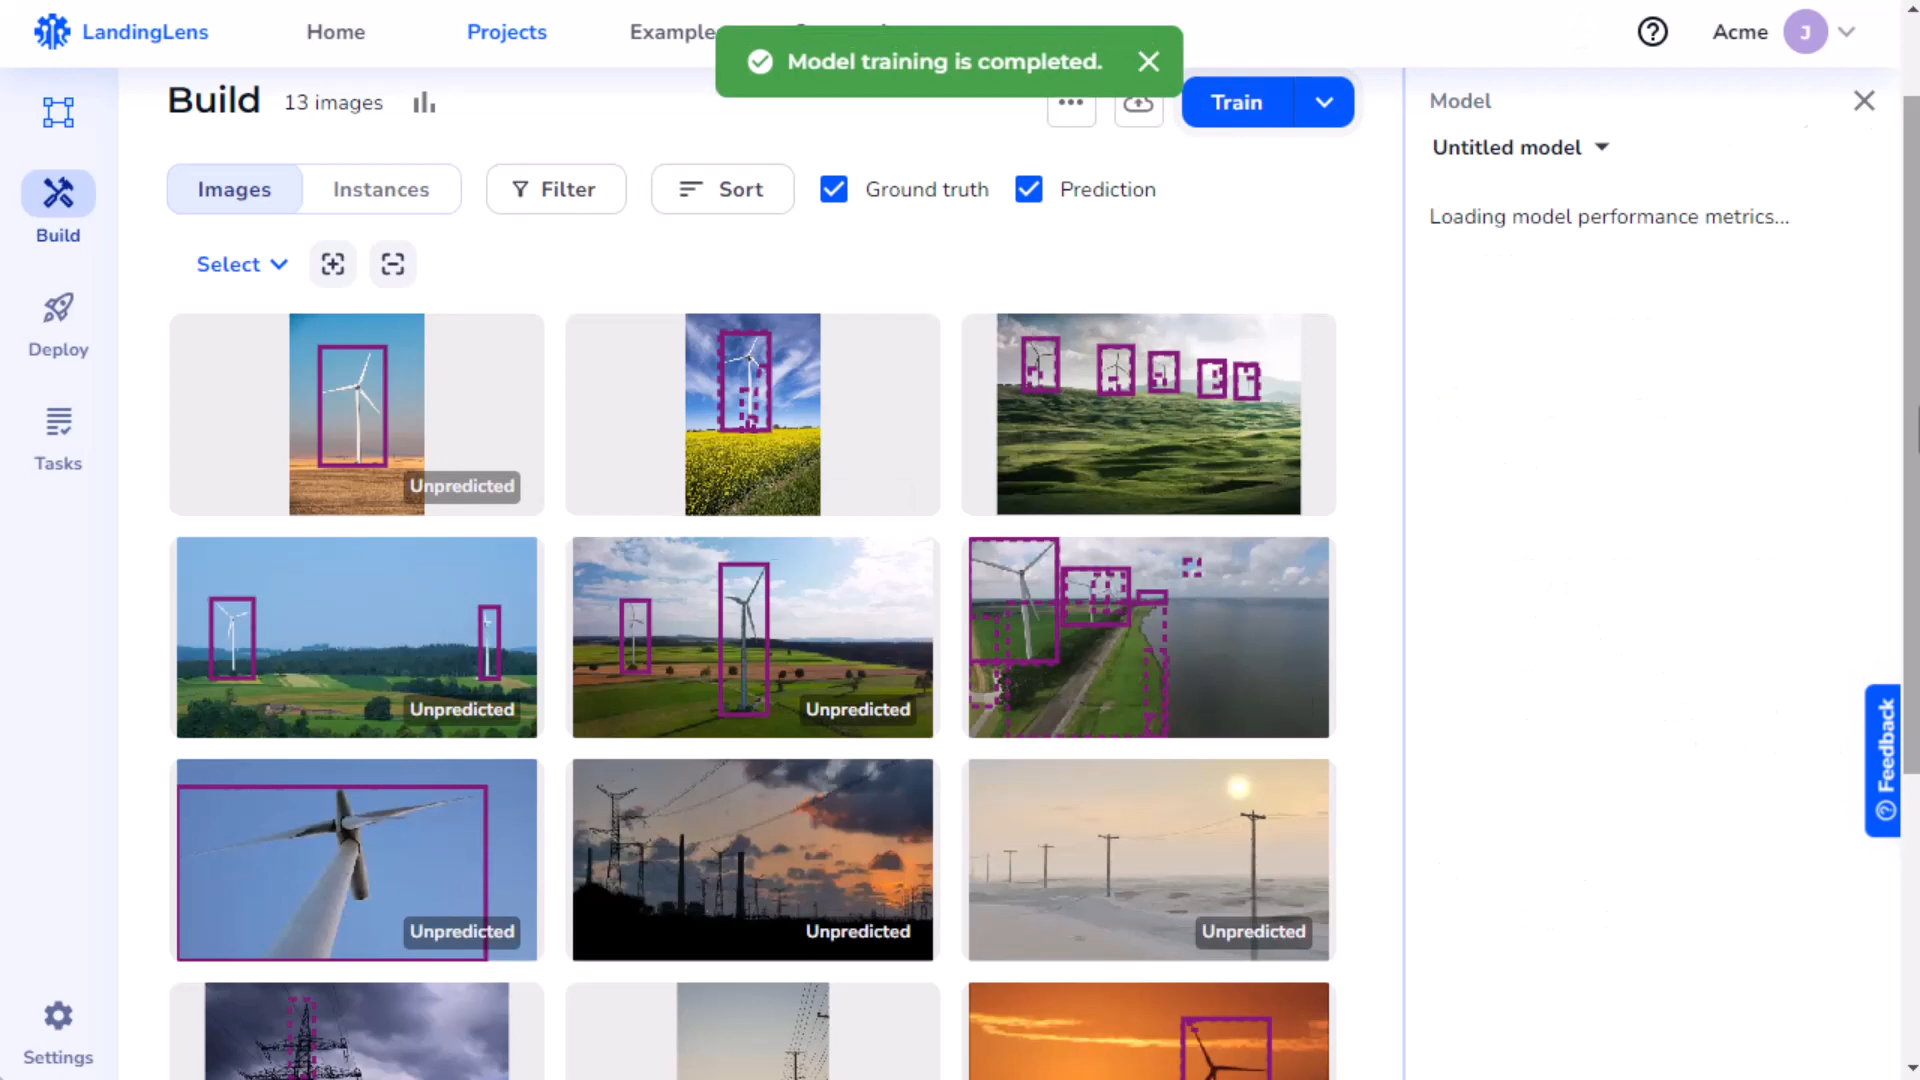 LandingLens
Home
Projects
Example
Model training is completed.
Acme
J
Build
13 images
Train
Model
Untitled model
Loading model performance metrics...
Images
Instances
Filter
Sort
Ground truth
Prediction
Select
Build
Deploy
Tasks
Settings
Unpredicted
Unpredicted
Unpredicted
Unpredicted
Unpredicted
Unpredicted
Feedback